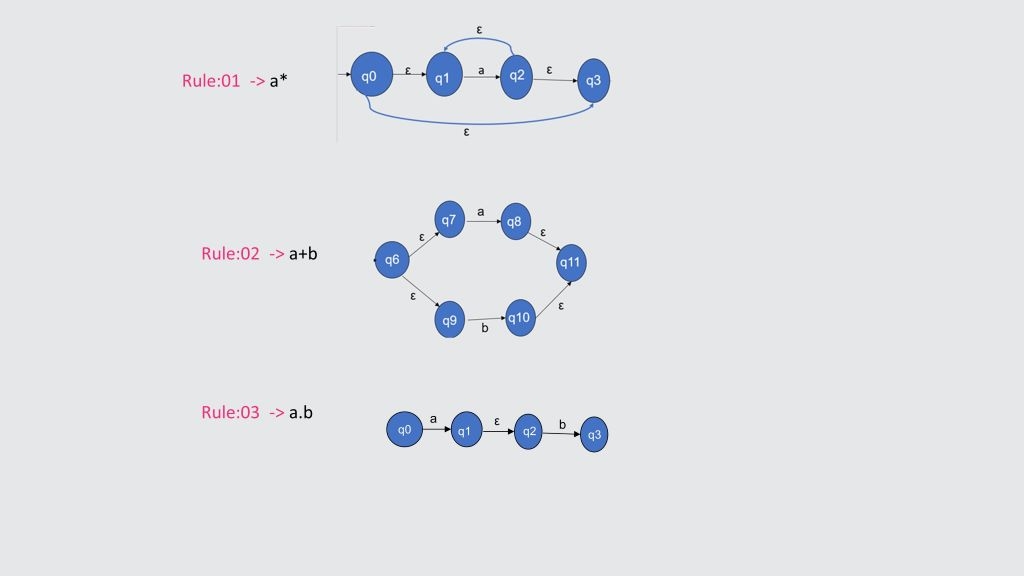 ε
Rule:01 -> a*
q0 ε q1 a q2 ε q3
ε
Rule:02 -> a+b
q7 a q8
ε ε
q6 q11
ε ε
q9 b q10
Rule:03 -> a.b
q0 a q1 ε q2 b q3